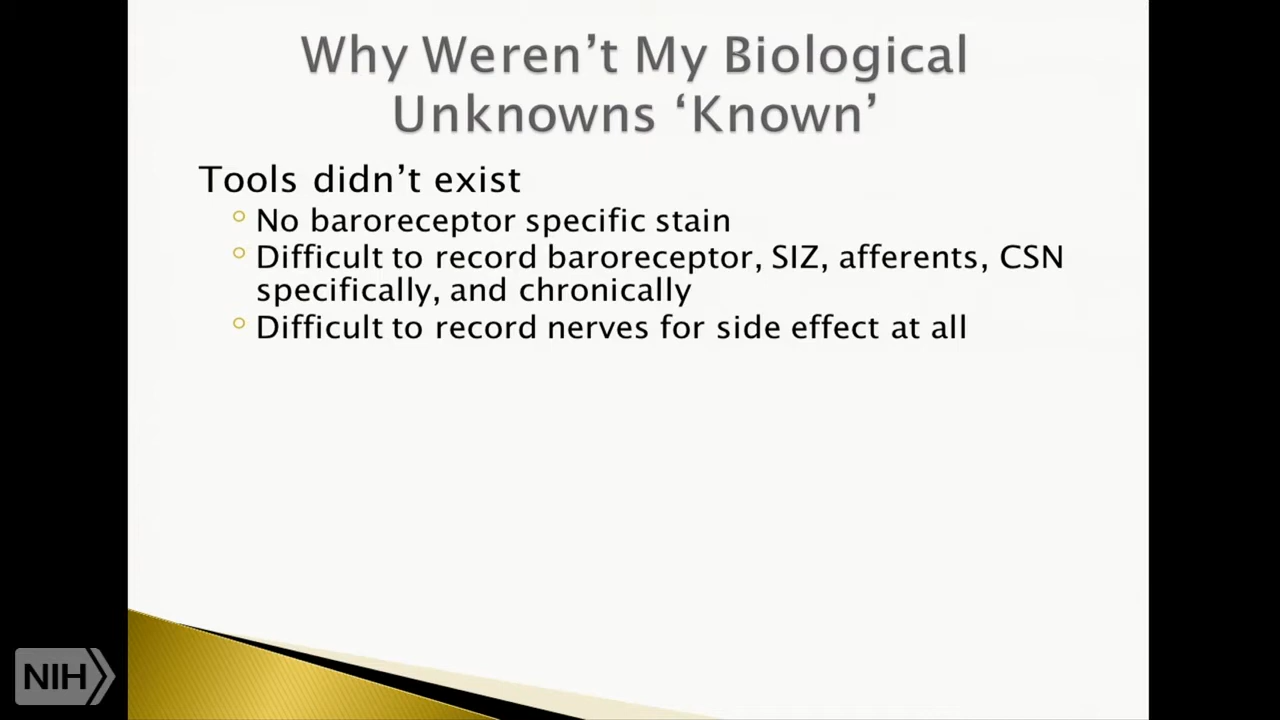 Why Weren’t My Biological
Unknowns ‘Known’
Tools didn’t exist
No baroreceptor specific stain
Difficult to record baroreceptor, SIZ, afferents, CSN
specifically, and chronically
Difficult to record nerves for side effect at all
NIH